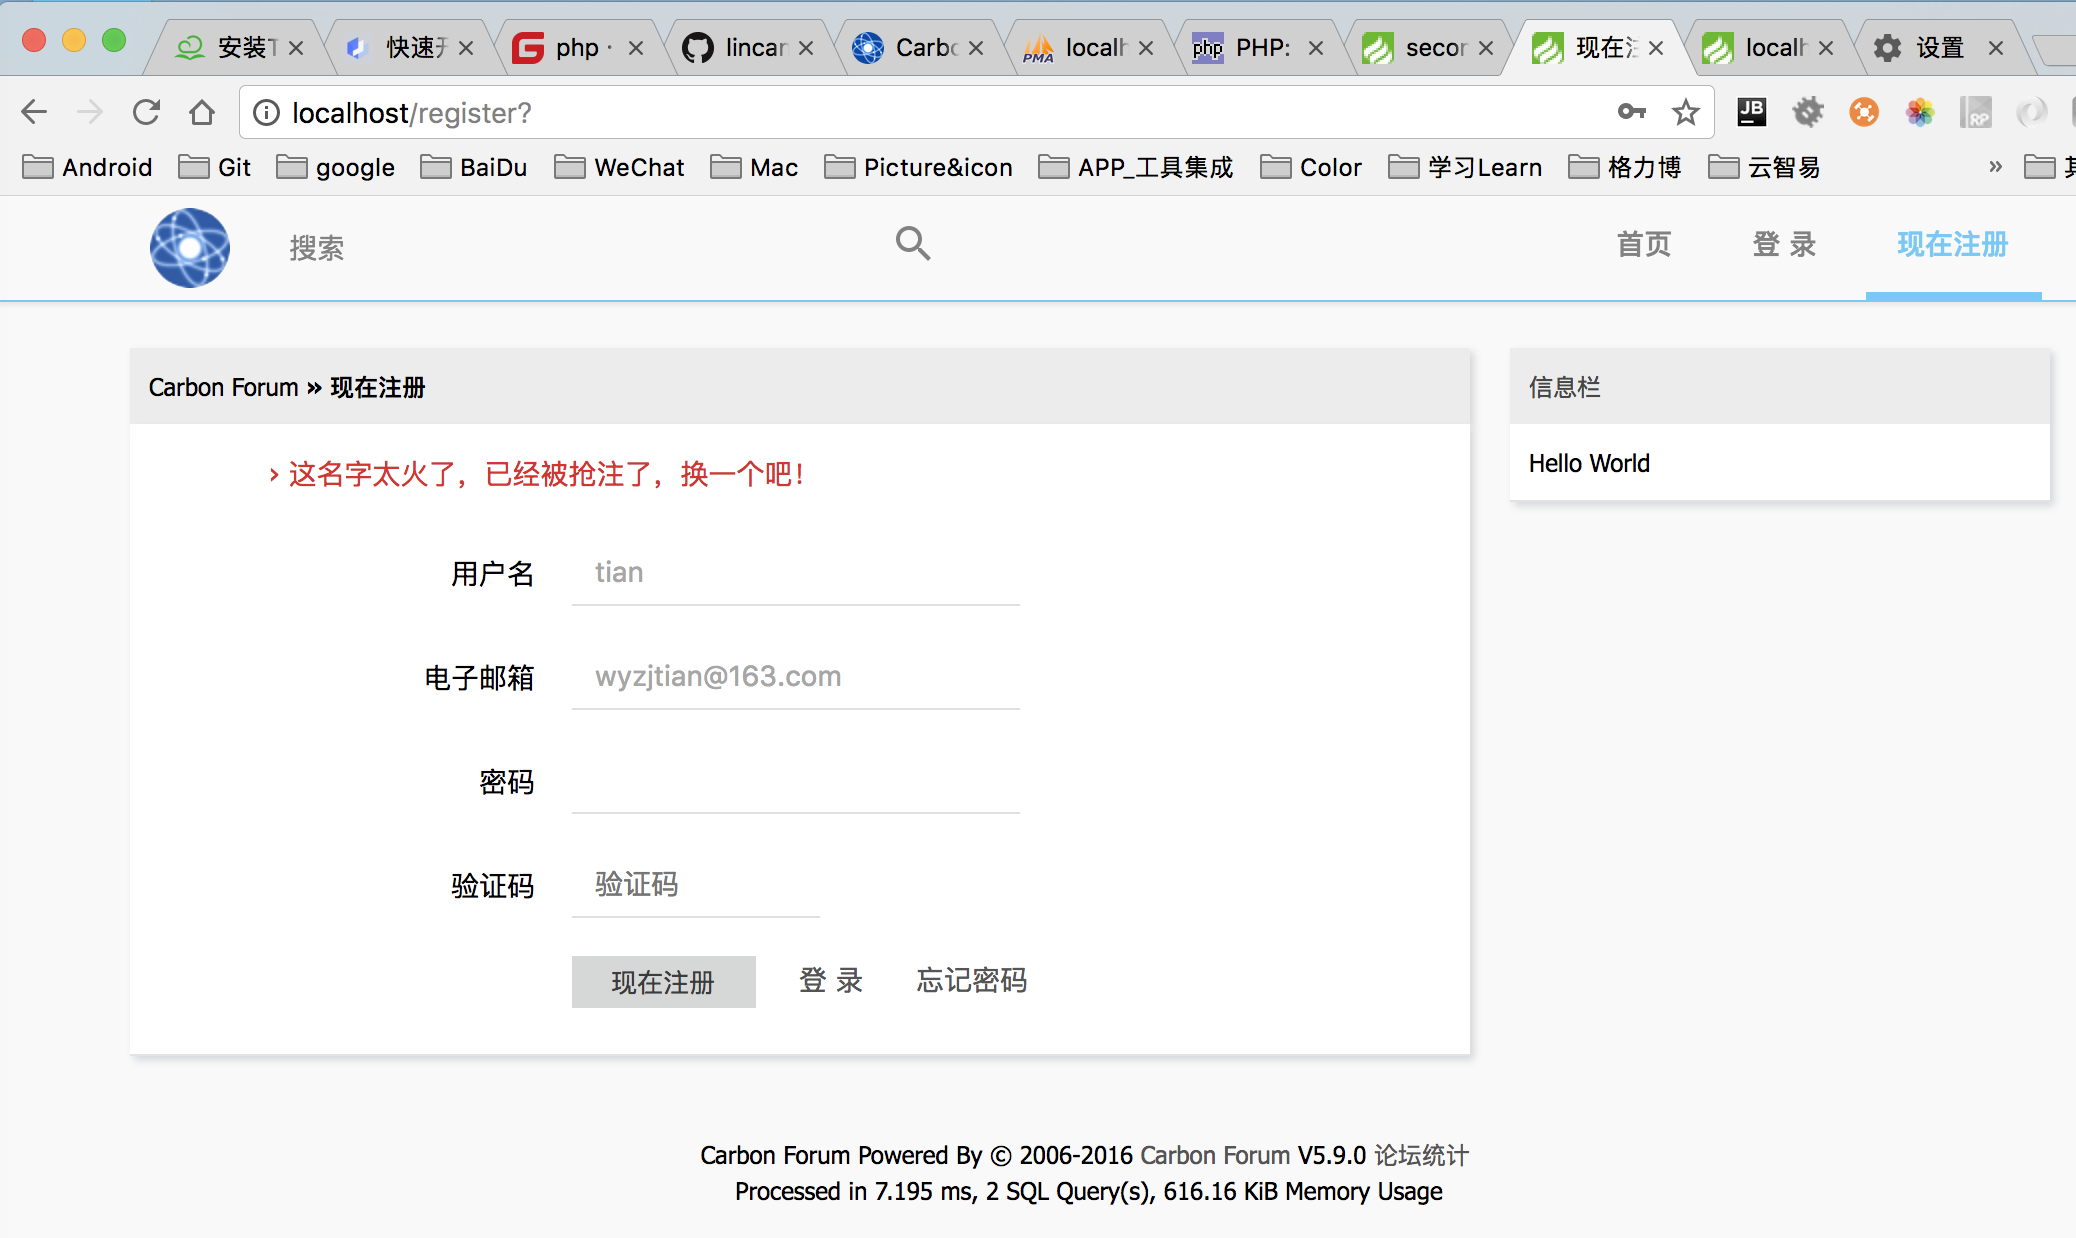 安装T 快速开 php · lincar Carbo localh PHP: secor 现在注 localh 设置
localhost/register?
Android Git google BaiDu WeChat Mac Picture&icon APP_工具集成 Color 学习Learn 格力博 云智易 » 其
搜索 首页 登 录 现在注册
Carbon Forum » 现在注册
› 这名字太火了，已经被抢注了，换一个吧！
用户名 tian
电子邮箱 wyzjtian@163.com
密码
验证码 验证码
现在注册 登 录 忘记密码
信息栏
Hello World
Carbon Forum Powered By © 2006-2016 Carbon Forum V5.9.0 论坛统计
Processed in 7.195 ms, 2 SQL Query(s), 616.16 KiB Memory Usage